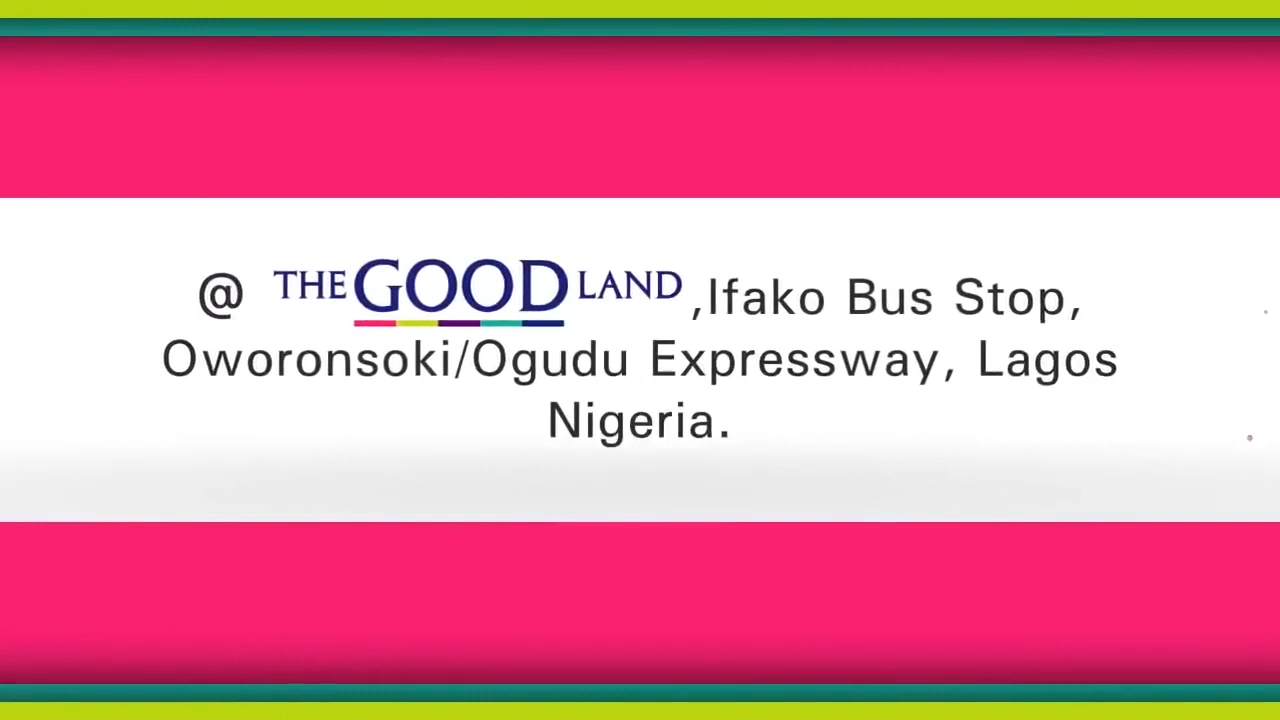 @ THE GOOD LAND ,Ifako Bus Stop,
Oworonsoki/Ogudu Expressway, Lagos
Nigeria.